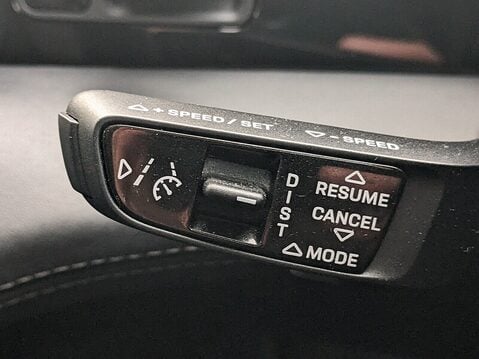 + SPEED / SET
- SPEED
DIST
RESUME
CANCEL
MODE